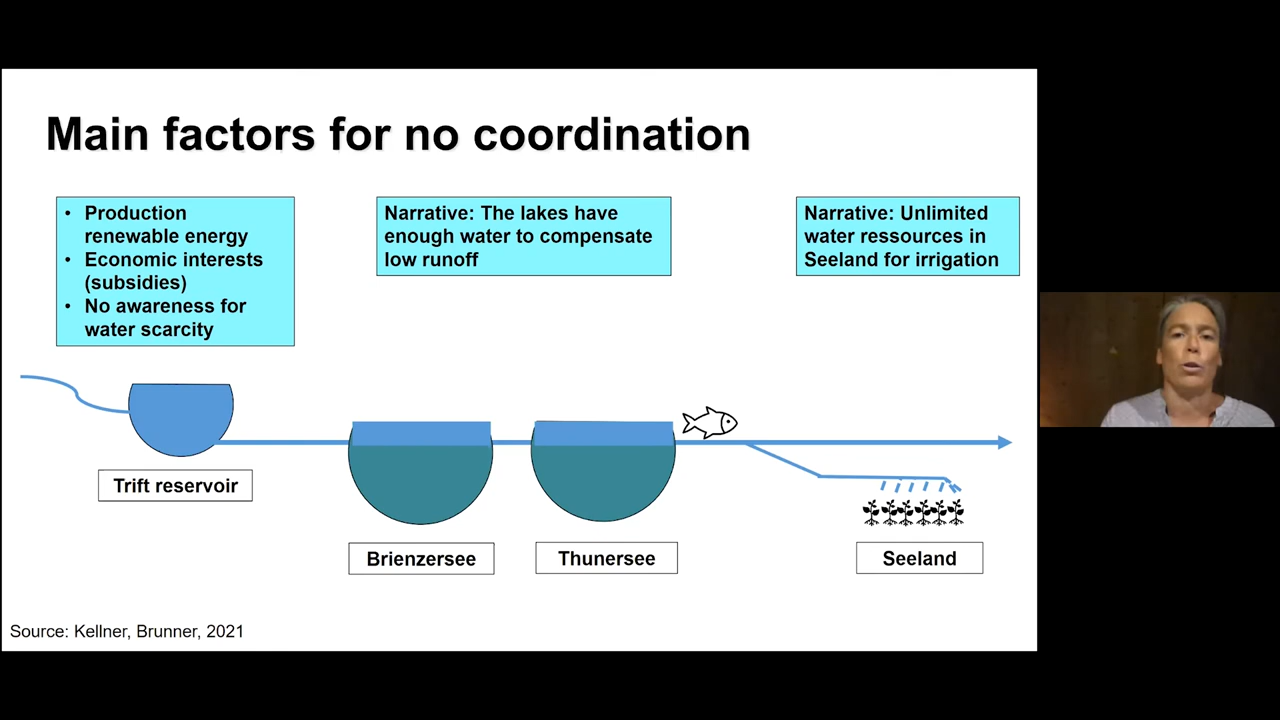 Main factors for no coordination
• Production
renewable energy
• Economic interests
(subsidies)
• No awareness for
water scarcity
Narrative: The lakes have
enough water to compensate
low runoff
Narrative: Unlimited
water ressources in
Seeland for irrigation
Trift reservoir
Brienzersee
Thunersee
Seeland
Source: Kellner, Brunner, 2021